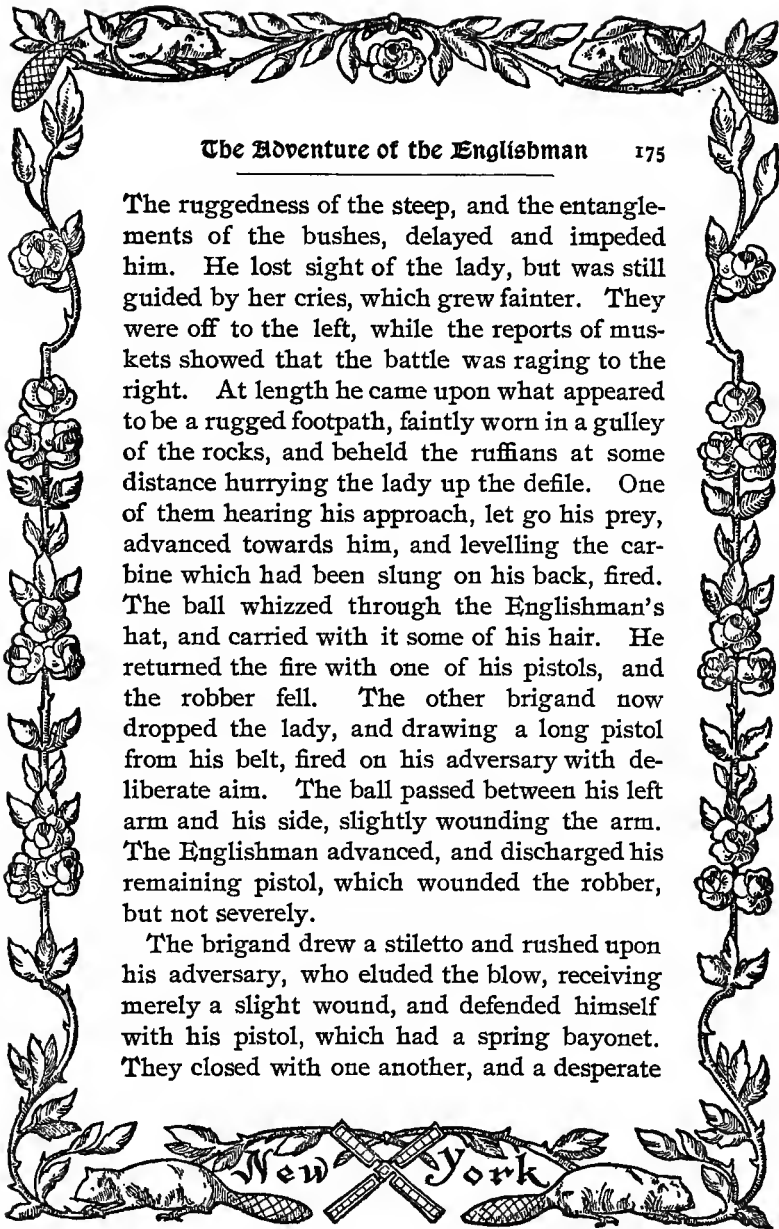 The Adventure of the Englishman 175
The ruggedness of the steep, and the entangle-
ments of the bushes, delayed and impeded
him. He lost sight of the lady, but was still
guided by her cries, which grew fainter. They
were off to the left, while the reports of mus-
kets showed that the battle was raging to the
right. At length he came upon what appeared
to be a rugged footpath, faintly worn in a gulley
of the rocks, and beheld the ruffians at some
distance hurrying the lady up the defile. One
of them hearing his approach, let go his prey,
advanced towards him, and levelling the car-
bine which had been slung on his back, fired.
The ball whizzed through the Englishman's
hat, and carried with it some of his hair. He
returned the fire with one of his pistols, and
the robber fell. The other brigand now
dropped the lady, and drawing a long pistol
from his belt, fired on his adversary with de-
liberate aim. The ball passed between his left
arm and his side, slightly wounding the arm.
The Englishman advanced, and discharged his
remaining pistol, which wounded the robber,
but not severely.
The brigand drew a stiletto and rushed upon
his adversary, who eluded the blow, receiving
merely a slight wound, and defended himself
with his pistol, which had a spring bayonet.
They closed with one another, and a desperate
New York